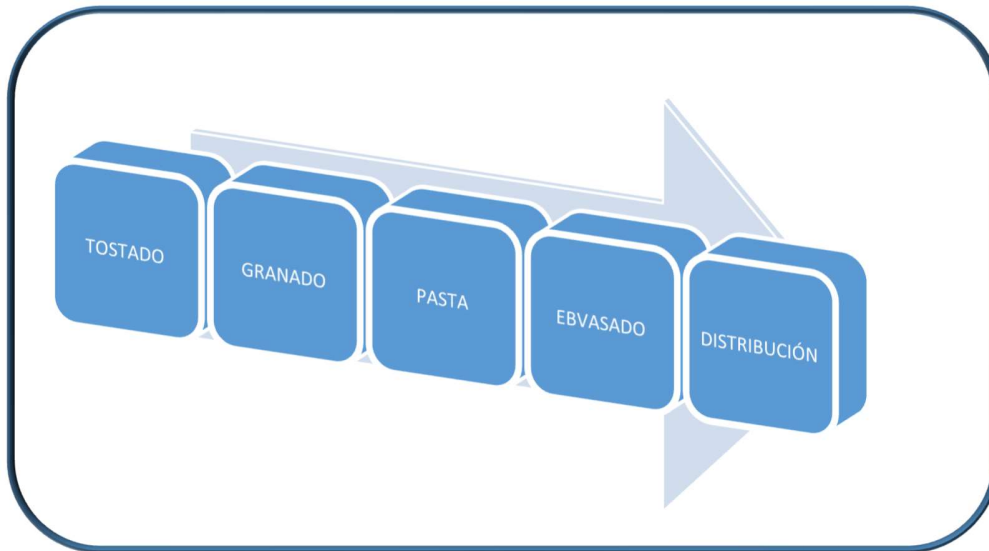 TOSTADO
GRANADO
PASTA
EBVASADO
DISTRIBUCIÓN